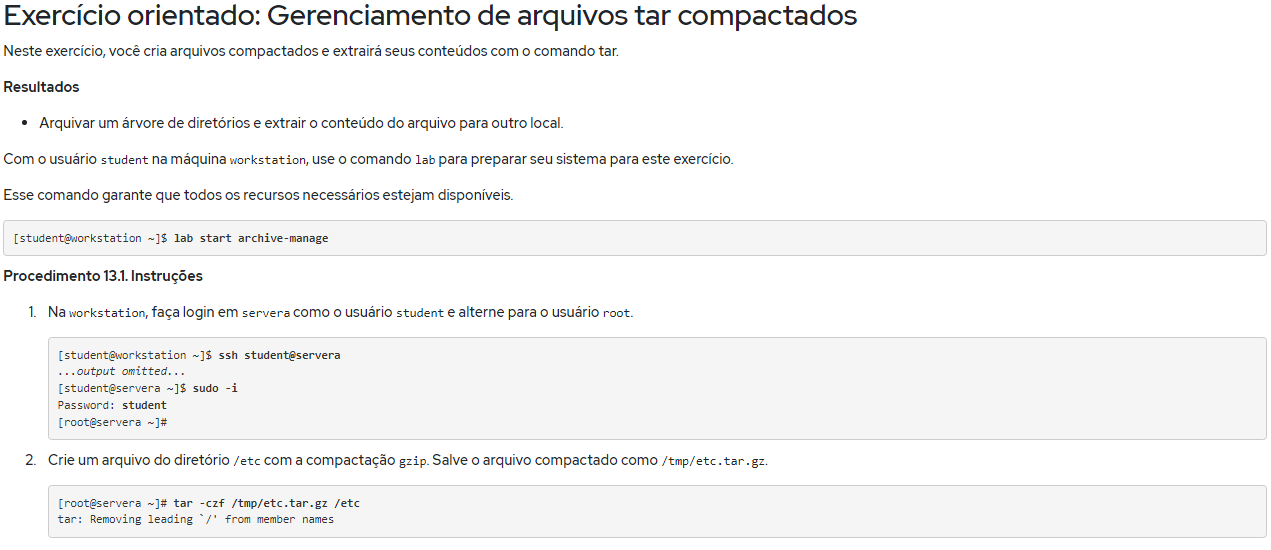 Exercício orientado: Gerenciamento de arquivos tar compactados
Neste exercício, você cria arquivos compactados e extrairá seus conteúdos com o comando tar.
Resultados
• Arquivar um árvore de diretórios e extrair o conteúdo do arquivo para outro local.
Com o usuário student na máquina workstation, use o comando lab para preparar seu sistema para este exercício.
Esse comando garante que todos os recursos necessários estejam disponíveis.
[student@workstation ~]$ lab start archive-manage
Procedimento 13.1. Instruções
1. Na workstation, faça login em servera como o usuário student e alterne para o usuário root.
[student@workstation ~]$ ssh student@servera
...output omitted...
[student@servera ~]$ sudo -i
Password: student
[root@servera ~]#
2. Crie um arquivo do diretório /etc com a compactação gzip. Salve o arquivo compactado como /tmp/etc.tar.gz.
[root@servera ~]# tar -czf /tmp/etc.tar.gz /etc
tar: Removing leading `/' from member names